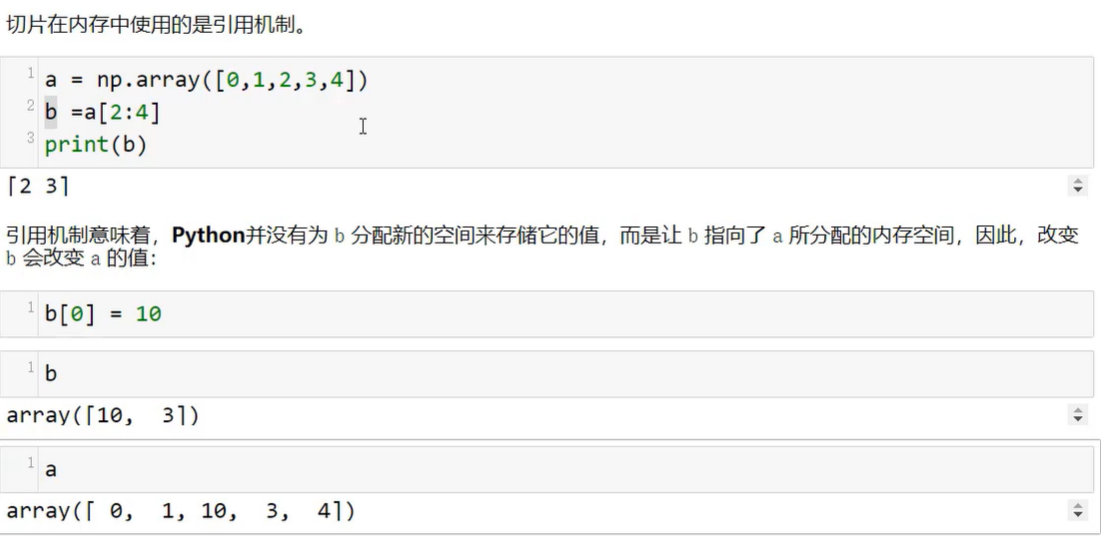 切片在内存中使用的是引用机制。
1 a = np.array([0,1,2,3,4])
2 b =a[2:4]
3 print(b)
[2 3]
引用机制意味着，Python并没有为 b 分配新的空间来存储它的值，而是让 b 指向了 a 所分配的内存空间，因此，改变
b 会改变 a 的值：
1 b[0] = 10
1 b
array([10,  3])
1 a
array([ 0,  1, 10,  3,  4])